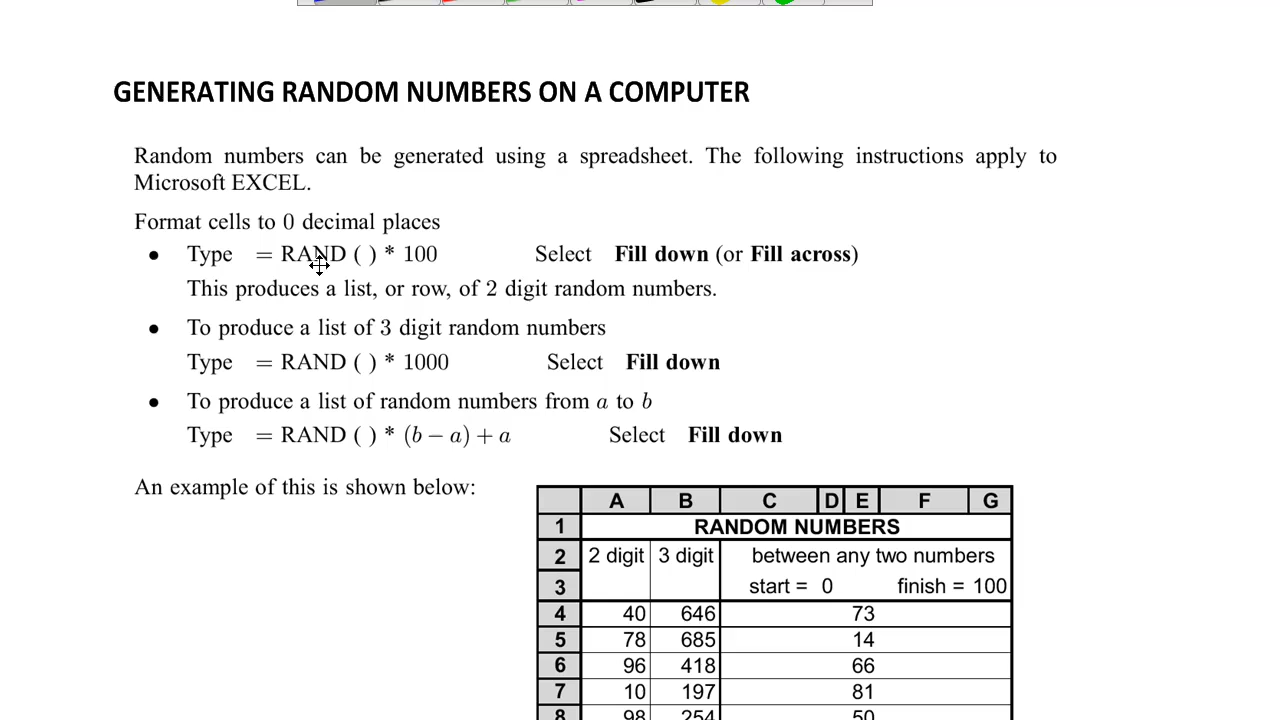 GENERATING RANDOM NUMBERS ON A COMPUTER
Random numbers can be generated using a spreadsheet. The following instructions apply to
Microsoft EXCEL.
Format cells to 0 decimal places
• Type = RAND ( ) * 100 Select Fill down (or Fill across)
This produces a list, or row, of 2 digit random numbers.
• To produce a list of 3 digit random numbers
Type = RAND ( ) * 1000 Select Fill down
• To produce a list of random numbers from a to b
Type = RAND ( ) * (b − a) + a Select Fill down
An example of this is shown below:
A B C D E F G
1 RANDOM NUMBERS
2 2 digit 3 digit between any two numbers
3 start = 0 finish = 100
4 40 646 73
5 78 685 14
6 96 418 66
7 10 197 81
8 98 254 50